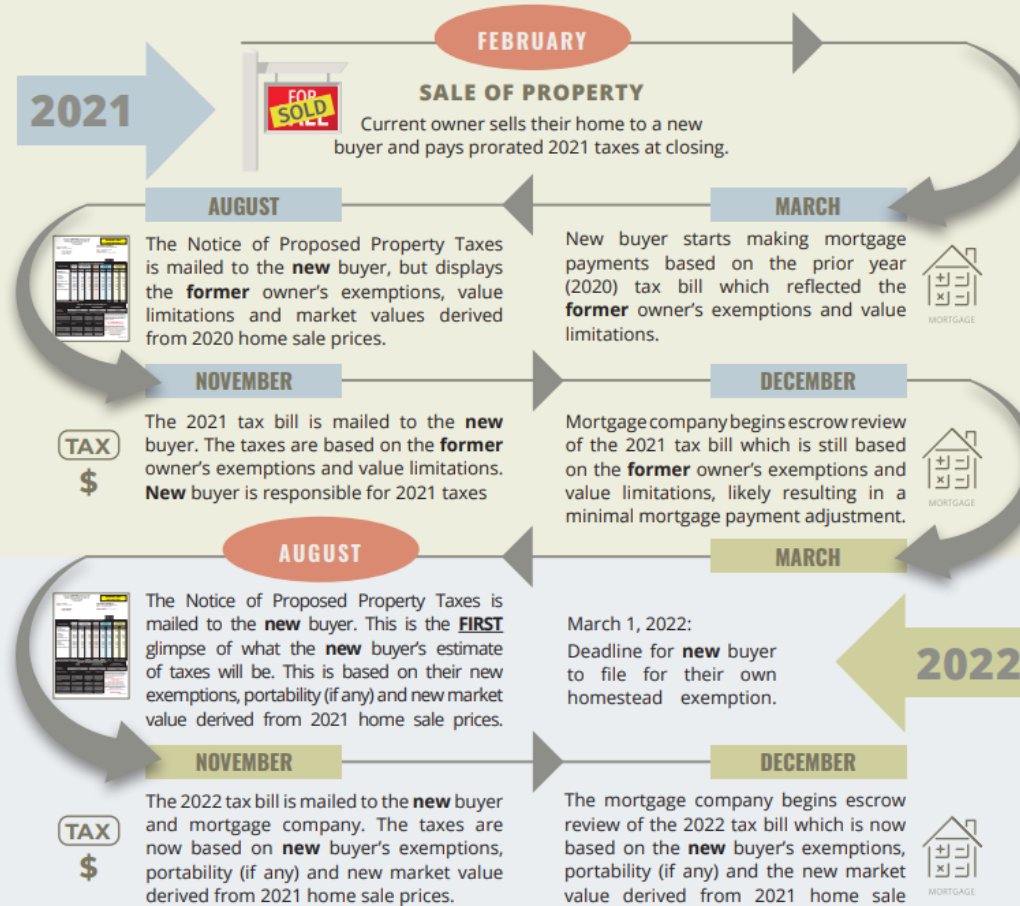 FEBRUARY
2021
FOR
SOLD
SALE OF PROPERTY
Current owner sells their home to a new
buyer and pays prorated 2021 taxes at closing.
MARCH
New buyer starts making mortgage
payments based on the prior year
(2020) tax bill which reflected the
former owner's exemptions and value
limitations.
MORTGAGE
AUGUST
The Notice of Proposed Property Taxes
is mailed to the new buyer, but displays
the former owner's exemptions, value
limitations and market values derived
from 2020 home sale prices.
NOVEMBER
TAX
$
The 2021 tax bill is mailed to the new
buyer. The taxes are based on the former
owner's exemptions and value limitations.
New buyer is responsible for 2021 taxes
DECEMBER
Mortgage company begins escrow review
of the 2021 tax bill which is still based
on the former owner's exemptions and
value limitations, likely resulting in a
minimal mortgage payment adjustment.
MORTGAGE
MARCH
2022
March 1, 2022:
Deadline for new buyer
to file for their own
homestead exemption.
AUGUST
The Notice of Proposed Property Taxes is
mailed to the new buyer. This is the FIRST
glimpse of what the new buyer's estimate
of taxes will be. This is based on their new
exemptions, portability (if any) and new market
value derived from 2021 home sale prices.
NOVEMBER
TAX
$
The 2022 tax bill is mailed to the new buyer
and mortgage company. The taxes are
now based on new buyer's exemptions,
portability (if any) and new market value
derived from 2021 home sale prices.
DECEMBER
The mortgage company begins escrow
review of the 2022 tax bill which is now
based on the new buyer's exemptions,
portability (if any) and the new market
value derived from 2021 home sale
MORTGAGE